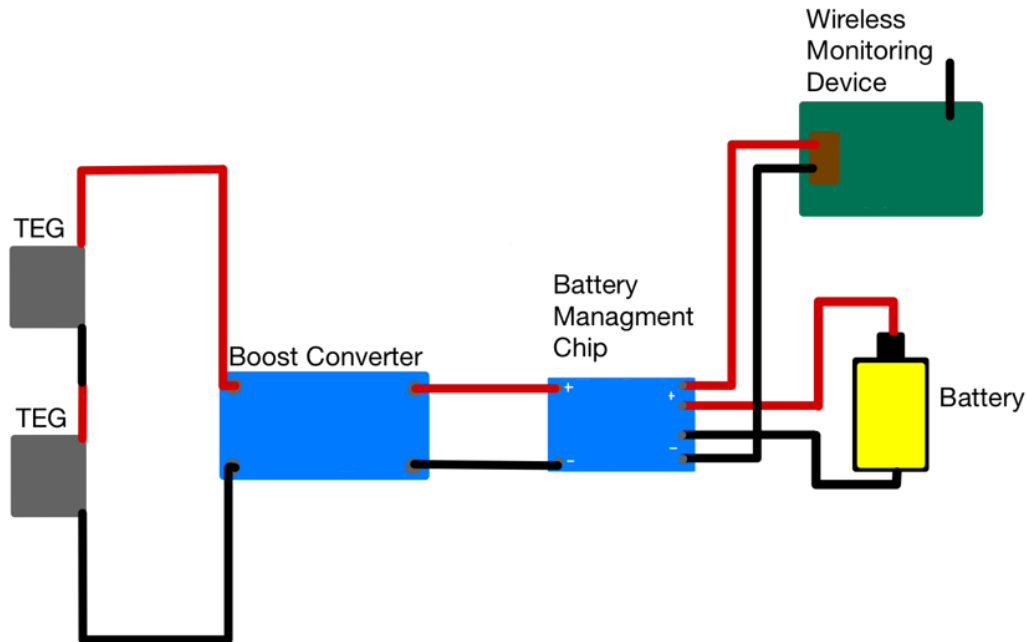 Wireless
Monitoring
Device
TEG
Battery
Managment
Chip
Boost Converter
+
+
Battery
TEG
−
−